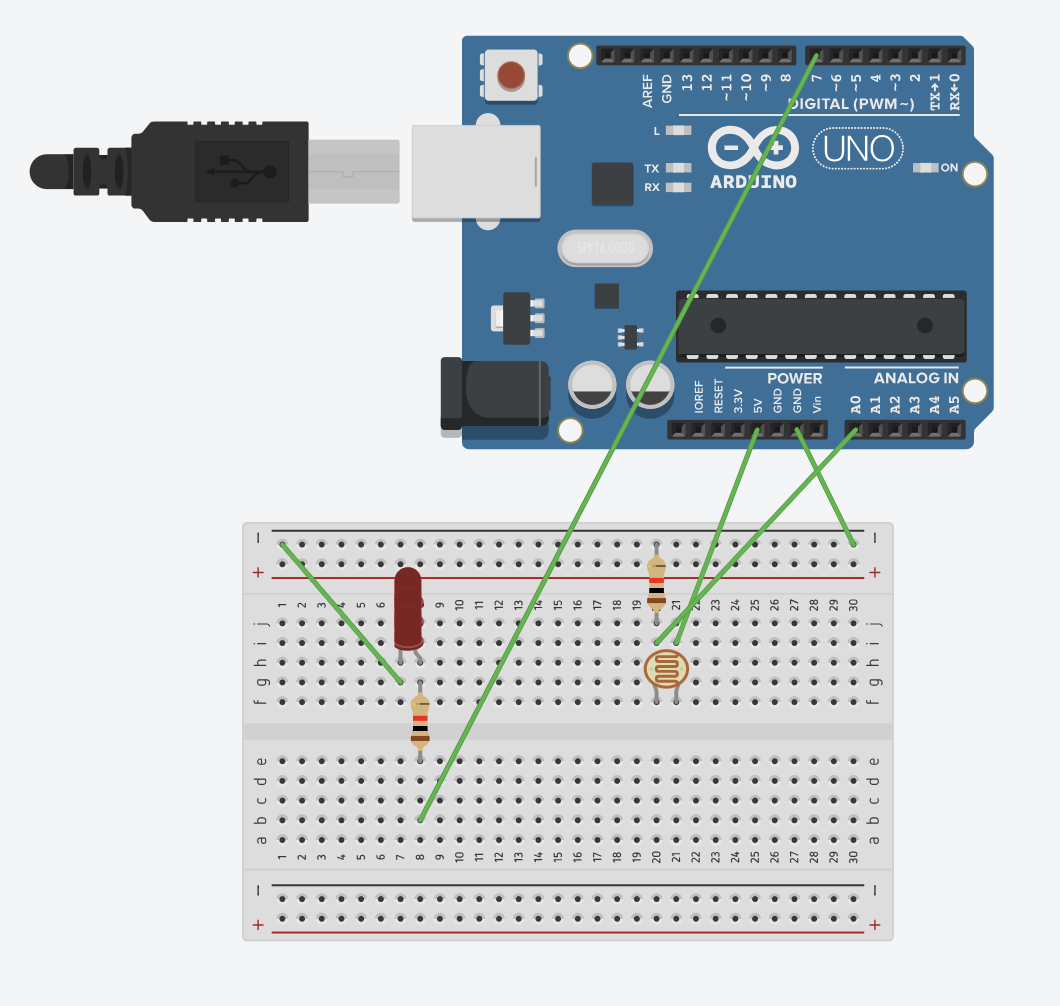 AREF GND 13 12 ~11 ~10 ~9 8 7 ~6 ~5 4 ~3 2 TX→1 RX←0
DIGITAL (PWM~)
L
TX
RX
ARDUINO
UNO
ON
SPK16.000G
POWER
ANALOG IN
IOREF RESET 3.3V 5V GND GND Vin A0 A1 A2 A3 A4 A5
− −
+ +
1 2 3 4 5 6 9 10 11 12 13 14 15 16 17 18 19 20 21 22 23 24 25 26 27 28 29 30
j j
i i
h h
g g
f f
e e
d d
c c
b b
a a
1 2 3 4 5 6 7 8 9 10 11 12 13 14 15 16 17 18 19 20 21 22 23 24 25 26 27 28 29 30
− −
+ +